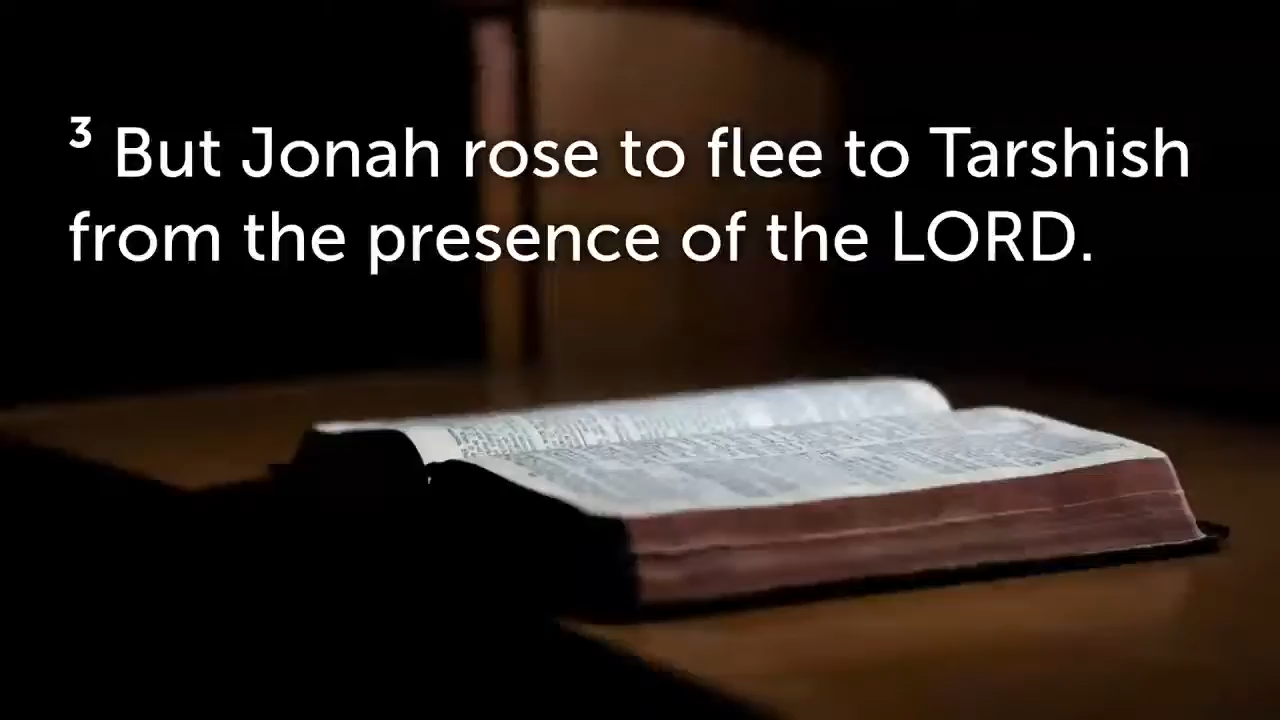 ³ But Jonah rose to flee to Tarshish
from the presence of the LORD.